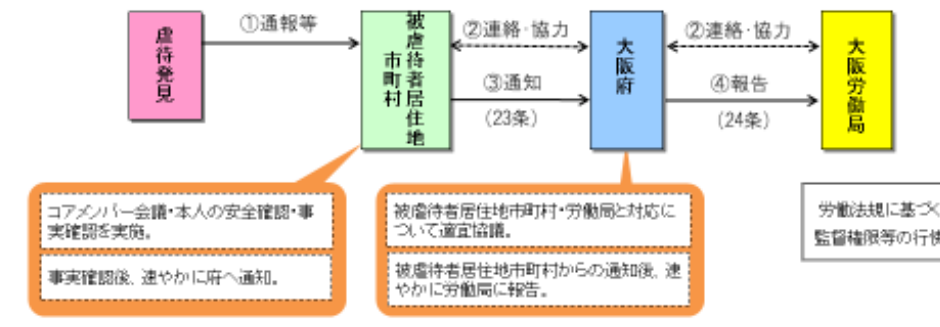 虐待発見
①通報等
被虐待者居住地
市町村
②連絡・協力
③通知
(23条)
大阪府
②連絡・協力
④報告
(24条)
大阪労働局
コアメンバー会議・本人の安全確認・事
実確認を実施。
事実確認後、速やかに府へ通知。
被虐待者居住地市町村・労働局と対応に
ついて適宜協議。
被虐待者居住地市町村からの通知後、速
やかに労働局に報告。
労働法規に基づく
監督権限等の行使